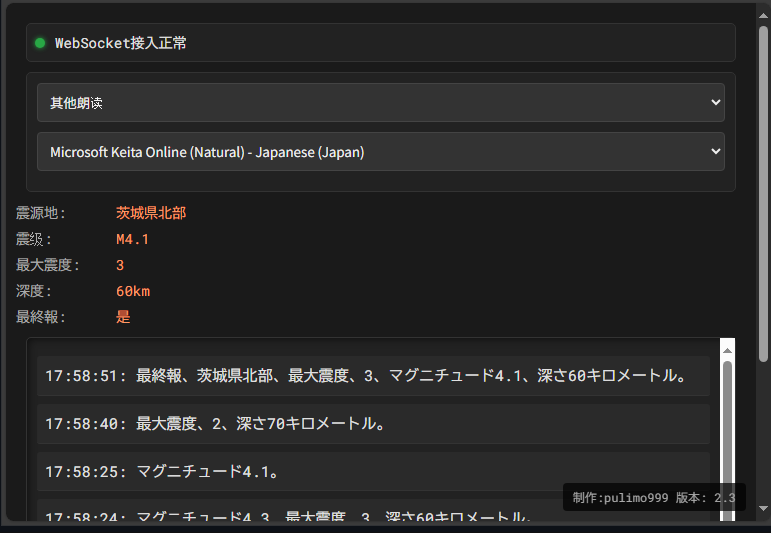 WebSocket接入正常
其他朗读
Microsoft Keita Online (Natural) - Japanese (Japan)
震源地: 茨城県北部
震级: M4.1
最大震度: 3
深度: 60km
最終報: 是
17:58:51: 最終報、茨城県北部、最大震度、3、マグニチュード4.1、深さ60キロメートル。
17:58:40: 最大震度、2、深さ70キロメートル。
17:58:25: マグニチュード4.1。
17:58:24: マグニチュード4.3、最大震度、3、深さ60キロメートル。
制作:pulimo999 版本: 2.3